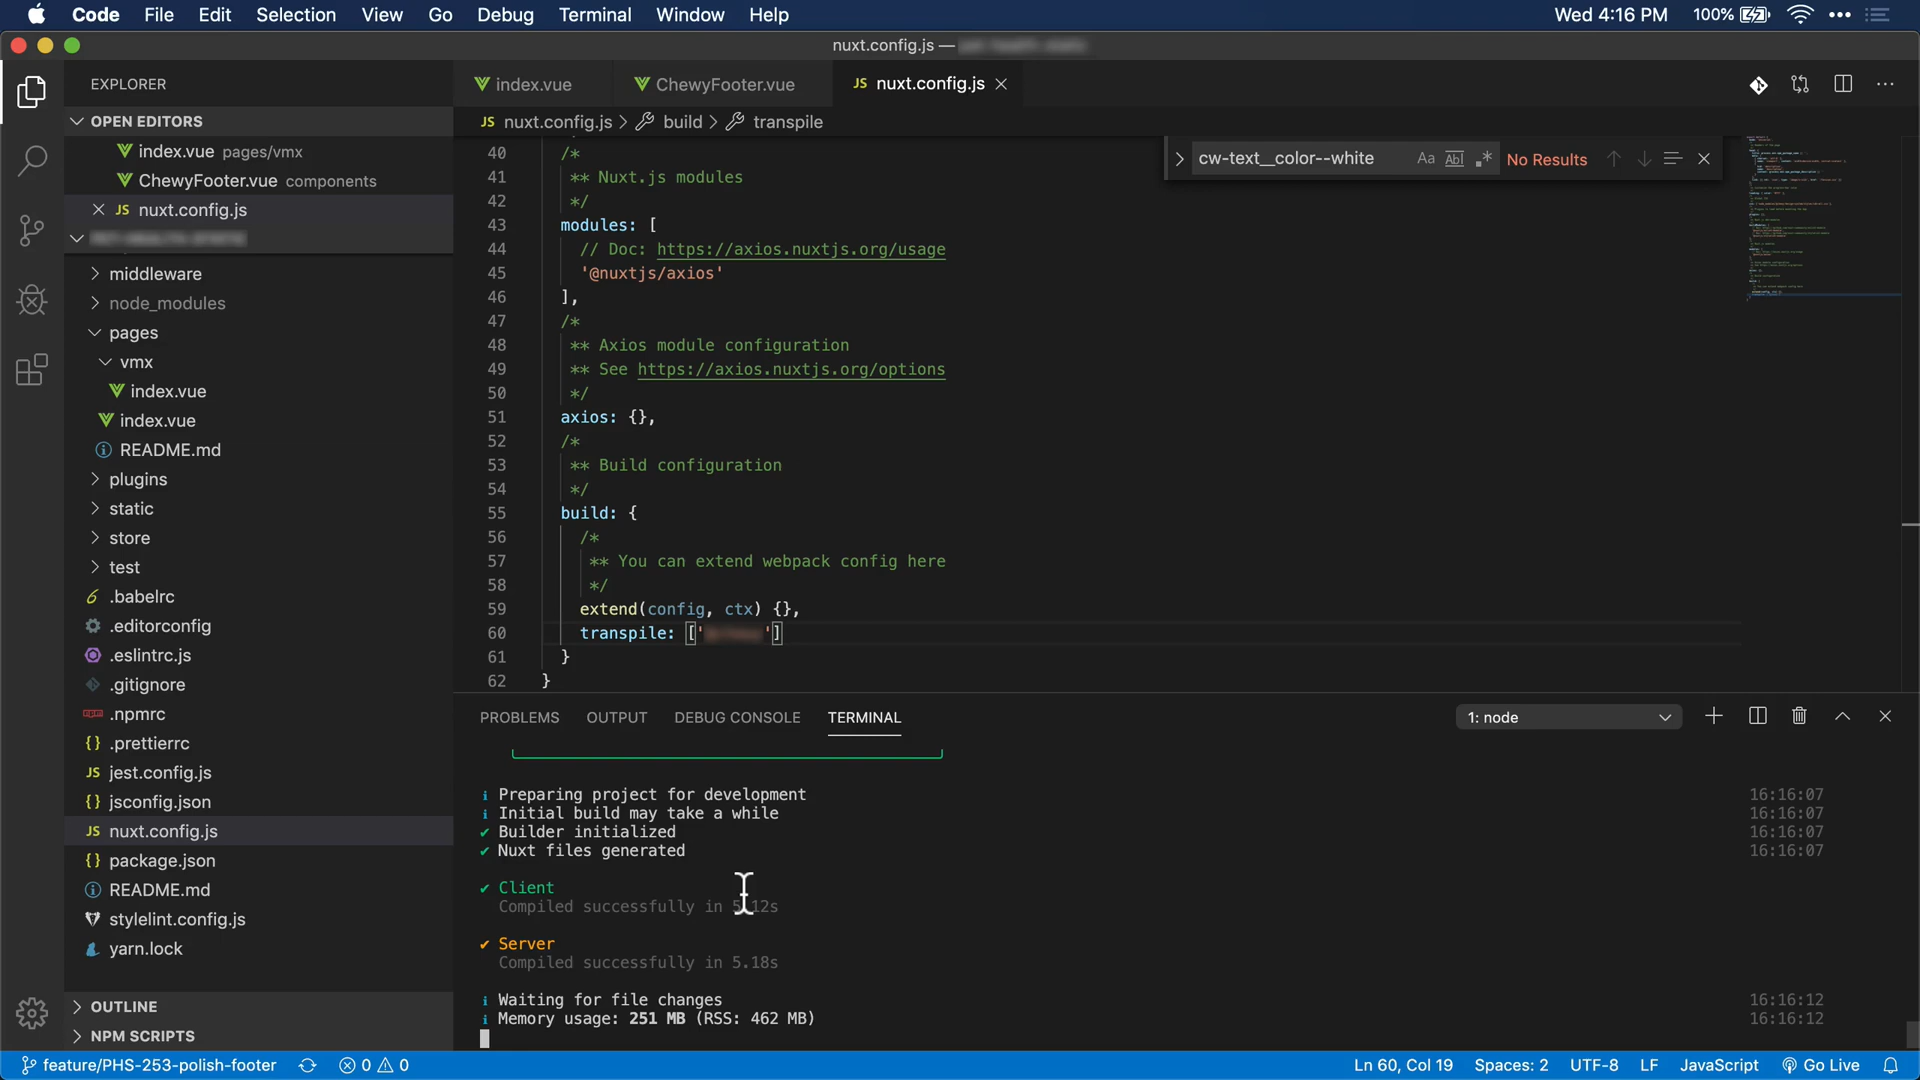 Code File Edit Selection View Go Debug Terminal Window Help Wed 4:16 PM 100%
nuxt.config.js —
EXPLORER
OPEN EDITORS
index.vue pages/vmx
ChewyFooter.vue components
JS nuxt.config.js
middleware
node_modules
pages
vmx
index.vue
index.vue
README.md
plugins
static
store
test
.babelrc
.editorconfig
.eslintrc.js
.gitignore
.npmrc
.prettierrc
JS jest.config.js
{} jsconfig.json
JS nuxt.config.js
{} package.json
README.md
stylelint.config.js
yarn.lock
OUTLINE
NPM SCRIPTS
index.vue ChewyFooter.vue JS nuxt.config.js
JS nuxt.config.js > build > transpile
cw-text__color--white Aa Abl .* No Results
40 /*
41 ** Nuxt.js modules
42 */
43 modules: [
44 // Doc: https://axios.nuxtjs.org/usage
45 '@nuxtjs/axios'
46 ],
47 /*
48 ** Axios module configuration
49 ** See https://axios.nuxtjs.org/options
50 */
51 axios: {},
52 /*
53 ** Build configuration
54 */
55 build: {
56 /*
57 ** You can extend webpack config here
58 */
59 extend(config, ctx) {},
60 transpile: [' ']
61 }
62 }
PROBLEMS OUTPUT DEBUG CONSOLE TERMINAL 1: node
i Preparing project for development 16:16:07
i Initial build may take a while 16:16:07
✔ Builder initialized 16:16:07
✔ Nuxt files generated 16:16:07
✔ Client
Compiled successfully in 5.12s
✔ Server
Compiled successfully in 5.18s
i Waiting for file changes 16:16:12
i Memory usage: 251 MB (RSS: 462 MB) 16:16:12
feature/PHS-253-polish-footer 0 0 Ln 60, Col 19 Spaces: 2 UTF-8 LF JavaScript Go Live